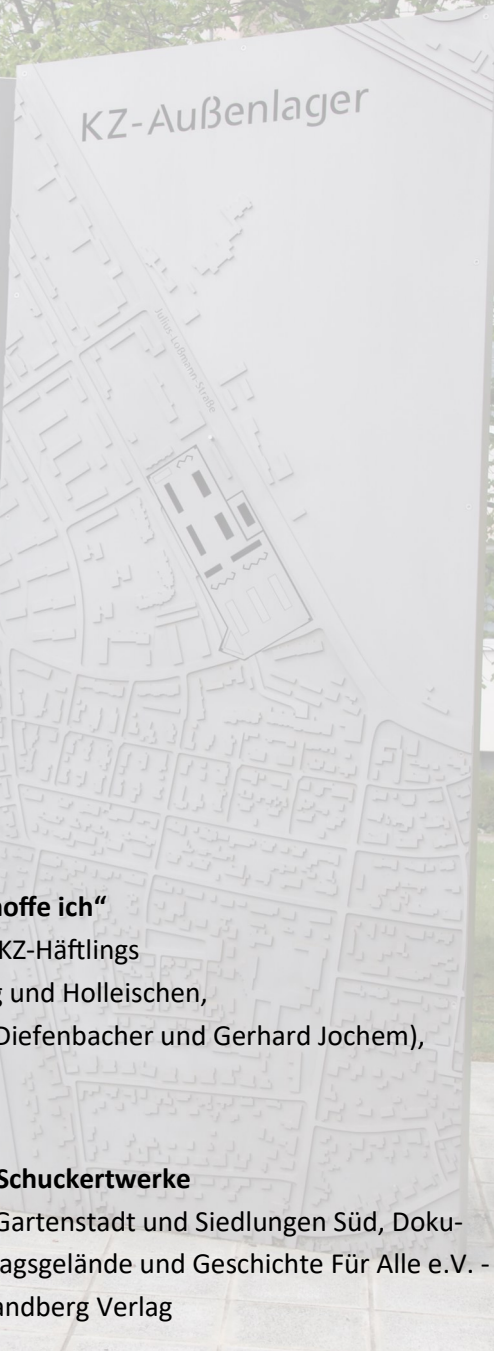 KZ-Außenlager
Julius-Loßmann-Straße
hoffe ich“
KZ-Häftlings
g und Holleischen,
Diefenbacher und Gerhard Jochem),
Schuckertwerke
Gartenstadt und Siedlungen Süd, Doku-
agsgelände und Geschichte Für Alle e.V. -
andberg Verlag